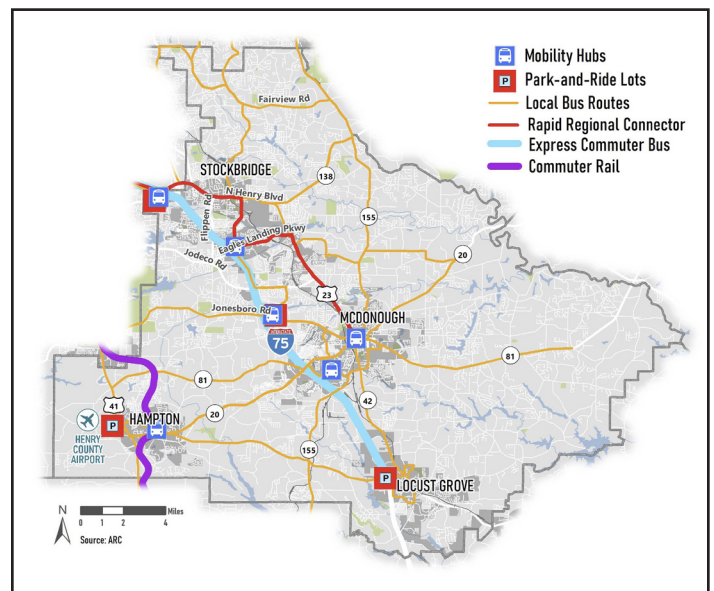 Mobility Hubs
P
Park-and-Ride Lots
Local Bus Routes
Rapid Regional Connector
Express Commuter Bus
Commuter Rail
Fairview Rd
STOCKBRIDGE
138
N Henry Blvd
155
Flippen Rd
Eagles Landing Pkwy
20
Jodeco Rd
23
Jonesboro Rd
MCDONOUGH
75
81
81
41
42
20
P
HAMPTON
HENRY
COUNTY
AIRPORT
155
P
LOCUST GROVE
N
Miles
0 1 2 4
Source: ARC